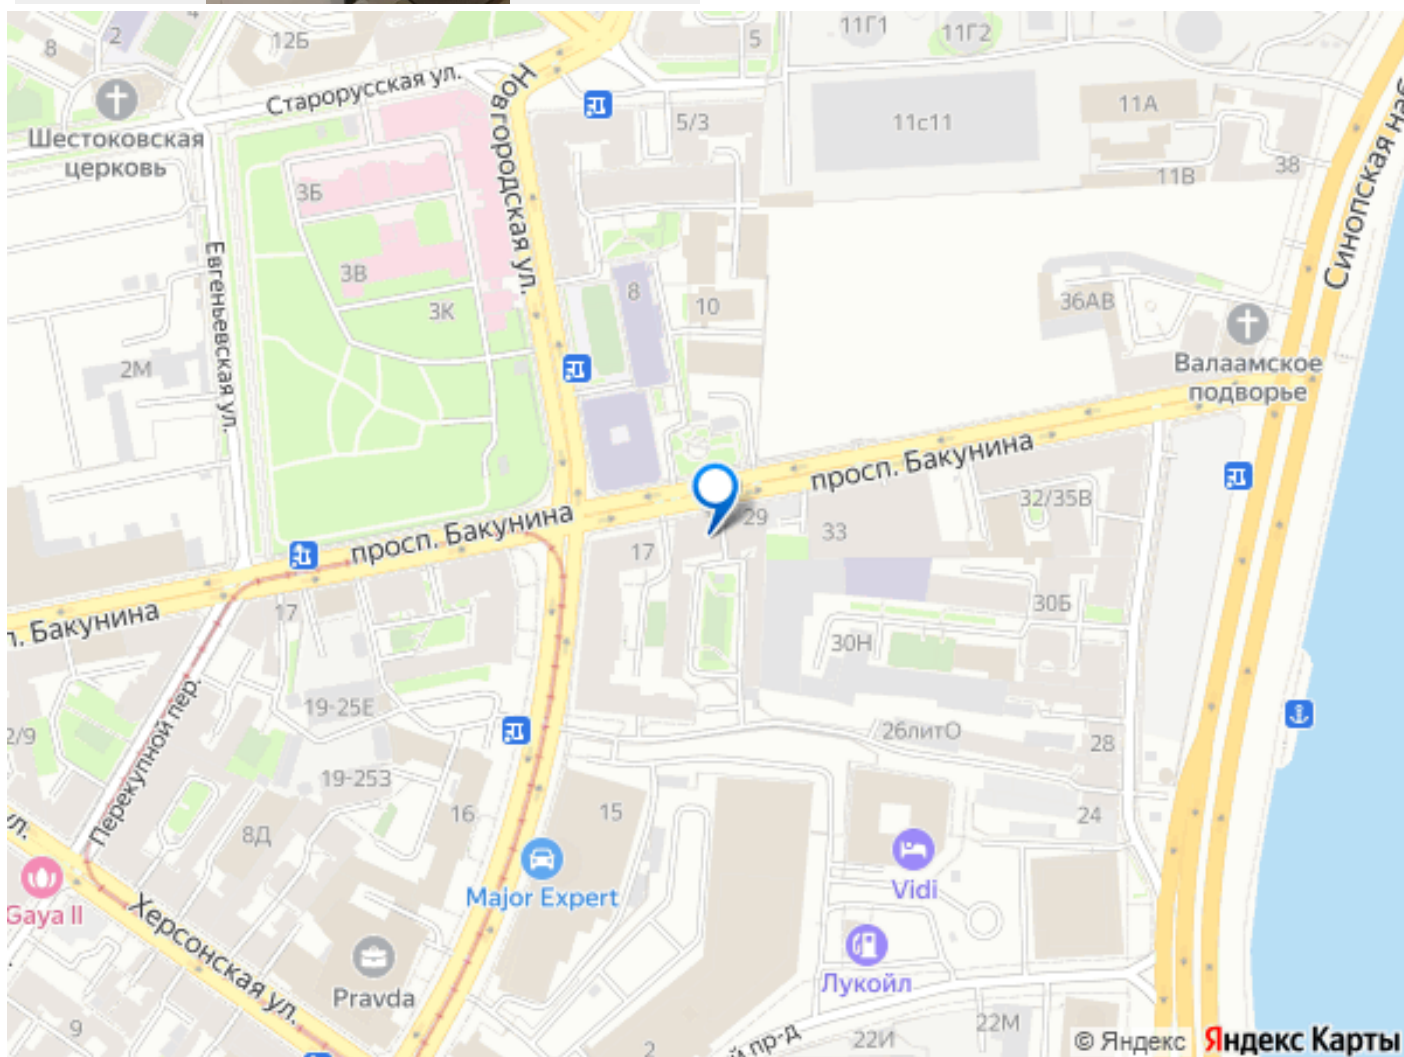 8
2
12Б
5
11Г1
11Г2
Старорусская ул.
Новгородская ул.
5/3
11с11
11А
Шестоковская
церковь
11В
38
3Б
Синопская наб
Евгеньевская ул.
3В
8
10
3К
36АВ
2М
Валаамское
подворье
просп. Бакунина
29
32/35В
33
просп. Бакунина
17
п. Бакунина
17
30Б
30Н
19-25Е
Перекупной пер.
2/9
26литО
28
19-253
16
15
24
ул.
8Д
Major Expert
Vidi
Gaya II
Херсонская ул.
Pravda
Лукойл
9
2
й пр-д
22И
22М
© Яндекс Яндекс Карты